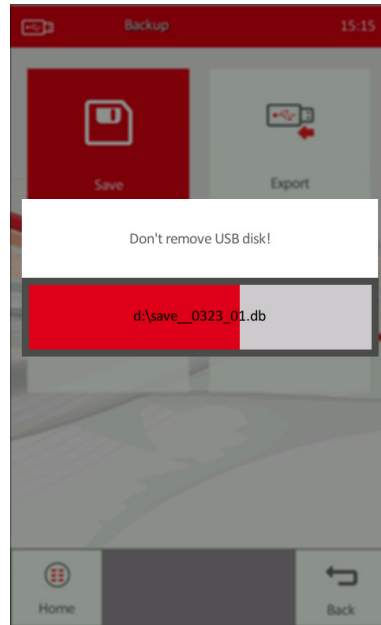 Backup 15:15
Save Export
Don't remove USB disk!
d:\save__0323_01.db
Home Back